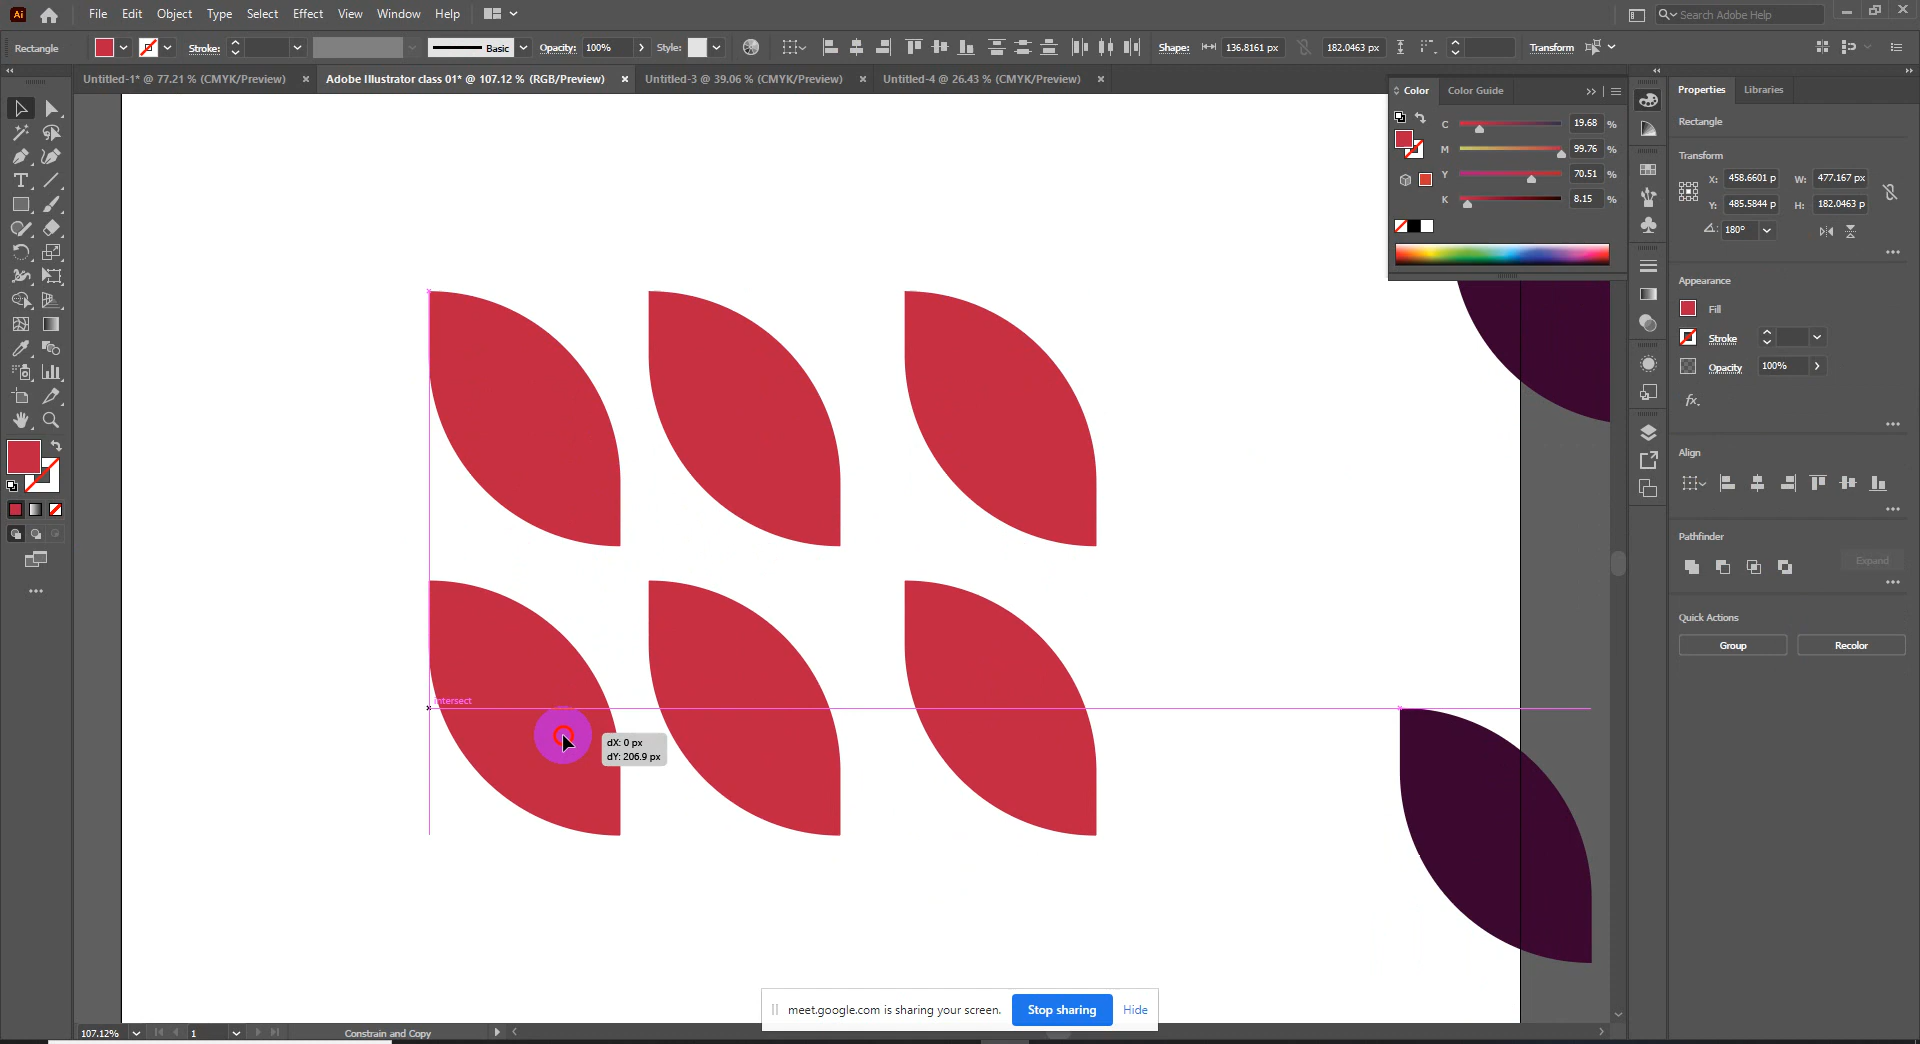 Ai File Edit Object Type Select Effect View Window Help Search Adobe Help
Rectangle Stroke: Basic Opacity: 100% Style: Shape: 136.8161 px 182.0463 px Transform
Untitled-1* @ 77.21 % (CMYK/Preview) Adobe Illustrator class 01* @ 107.12 % (RGB/Preview) Untitled-3 @ 39.06 % (CMYK/Preview) Untitled-4 @ 26.43 % (CMYK/Preview)
Color Color Guide
C 19.68 %
M 99.76 %
Y 70.51 %
K 8.15 %
Properties Libraries
Rectangle
Transform
X: 458.6601 p W: 477.167 px
Y: 485.5844 p H: 182.0463 p
180°
Appearance
Fill
Stroke
Opacity 100%
fx.
Align
Pathfinder
Expand
Quick Actions
Group Recolor
intersect
dX: 0 px
dY: 206.9 px
meet.google.com is sharing your screen. Stop sharing Hide
107.12% 1 Constrain and Copy